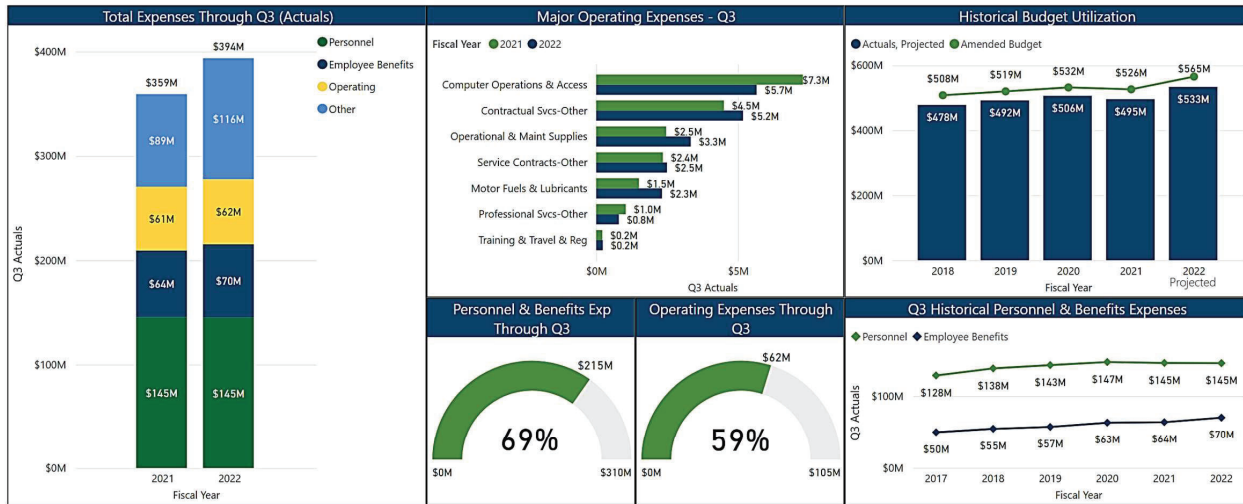 Total Expenses Through Q3 (Actuals)
$400M
$300M
$200M
$100M
$0M
Q3 Actuals
$359M
$89M
$61M
$64M
$145M
$394M
$116M
$62M
$70M
$145M
2021
2022
Fiscal Year
Personnel
Employee Benefits
Operating
Other
Major Operating Expenses - Q3
Fiscal Year 2021 2022
Computer Operations & Access
$7.3M
$5.7M
Contractual Svcs-Other
$4.5M
$5.2M
Operational & Maint Supplies
$2.5M
$3.3M
Service Contracts-Other
$2.4M
$2.5M
Motor Fuels & Lubricants
$1.5M
$2.3M
Professional Svcs-Other
$1.0M
$0.8M
Training & Travel & Reg
$0.2M
$0.2M
$0M
$5M
Q3 Actuals
Historical Budget Utilization
Actuals, Projected Amended Budget
$600M
$400M
$200M
$0M
$508M
$519M
$532M
$526M
$565M
$478M
$492M
$506M
$495M
$533M
2018
2019
2020
2021
2022
Projected
Fiscal Year
Personnel & Benefits Exp
Through Q3
$215M
69%
$0M
$310M
Operating Expenses Through
Q3
$62M
59%
$0M
$105M
Q3 Historical Personnel & Benefits Expenses
Personnel Employee Benefits
Q3 Actuals
$100M
$0M
$128M
$138M
$143M
$147M
$145M
$145M
$50M
$55M
$57M
$63M
$64M
$70M
2017
2018
2019
2020
2021
2022
Fiscal Year